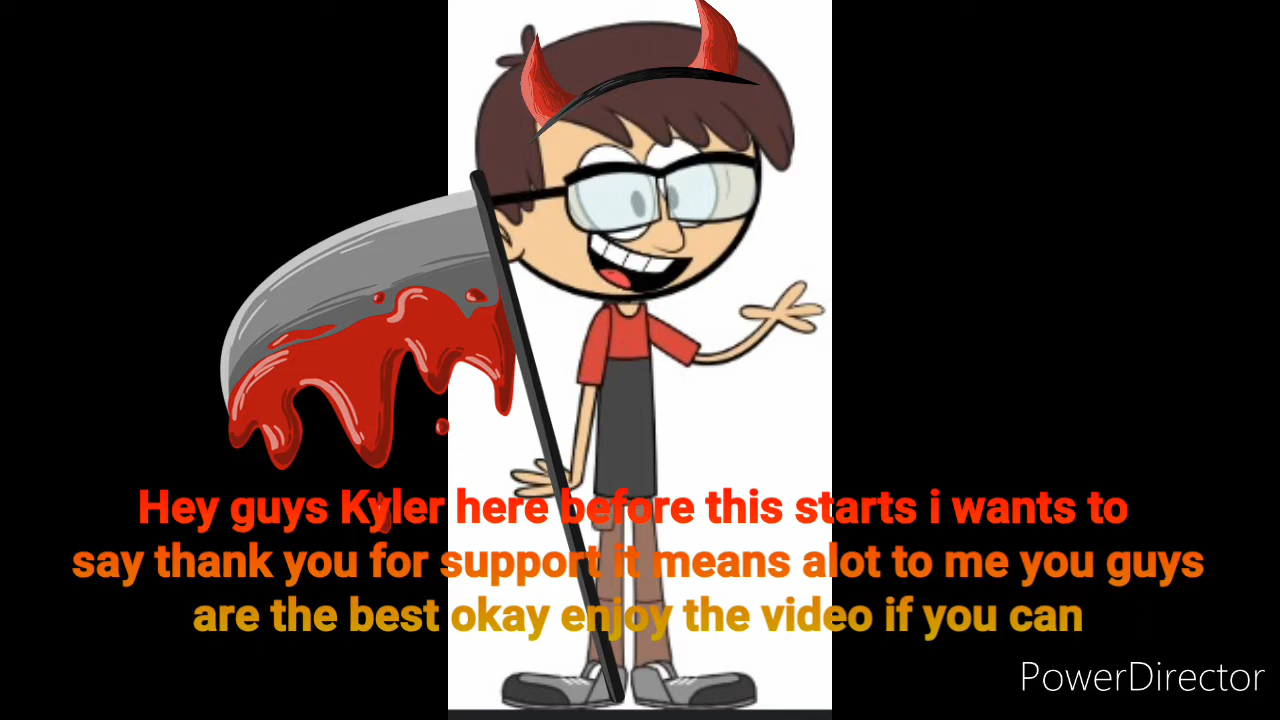 Hey guys Kyler here before this starts i wants to
say thank you for support it means alot to me you guys
are the best okay enjoy the video if you can
PowerDirector